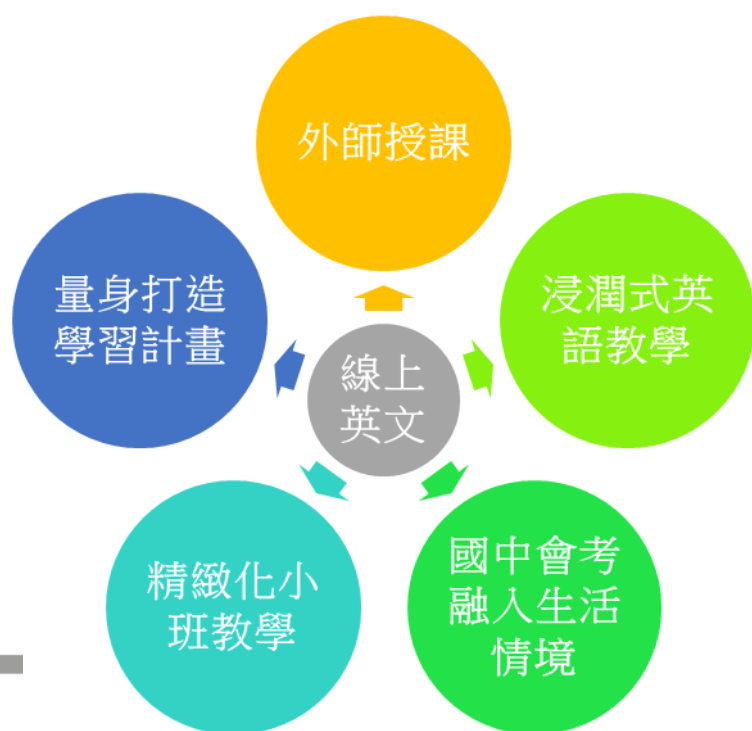 外師授課
浸潤式英
語教學
國中會考
融入生活
情境
精緻化小
班教學
量身打造
學習計畫
線上
英文